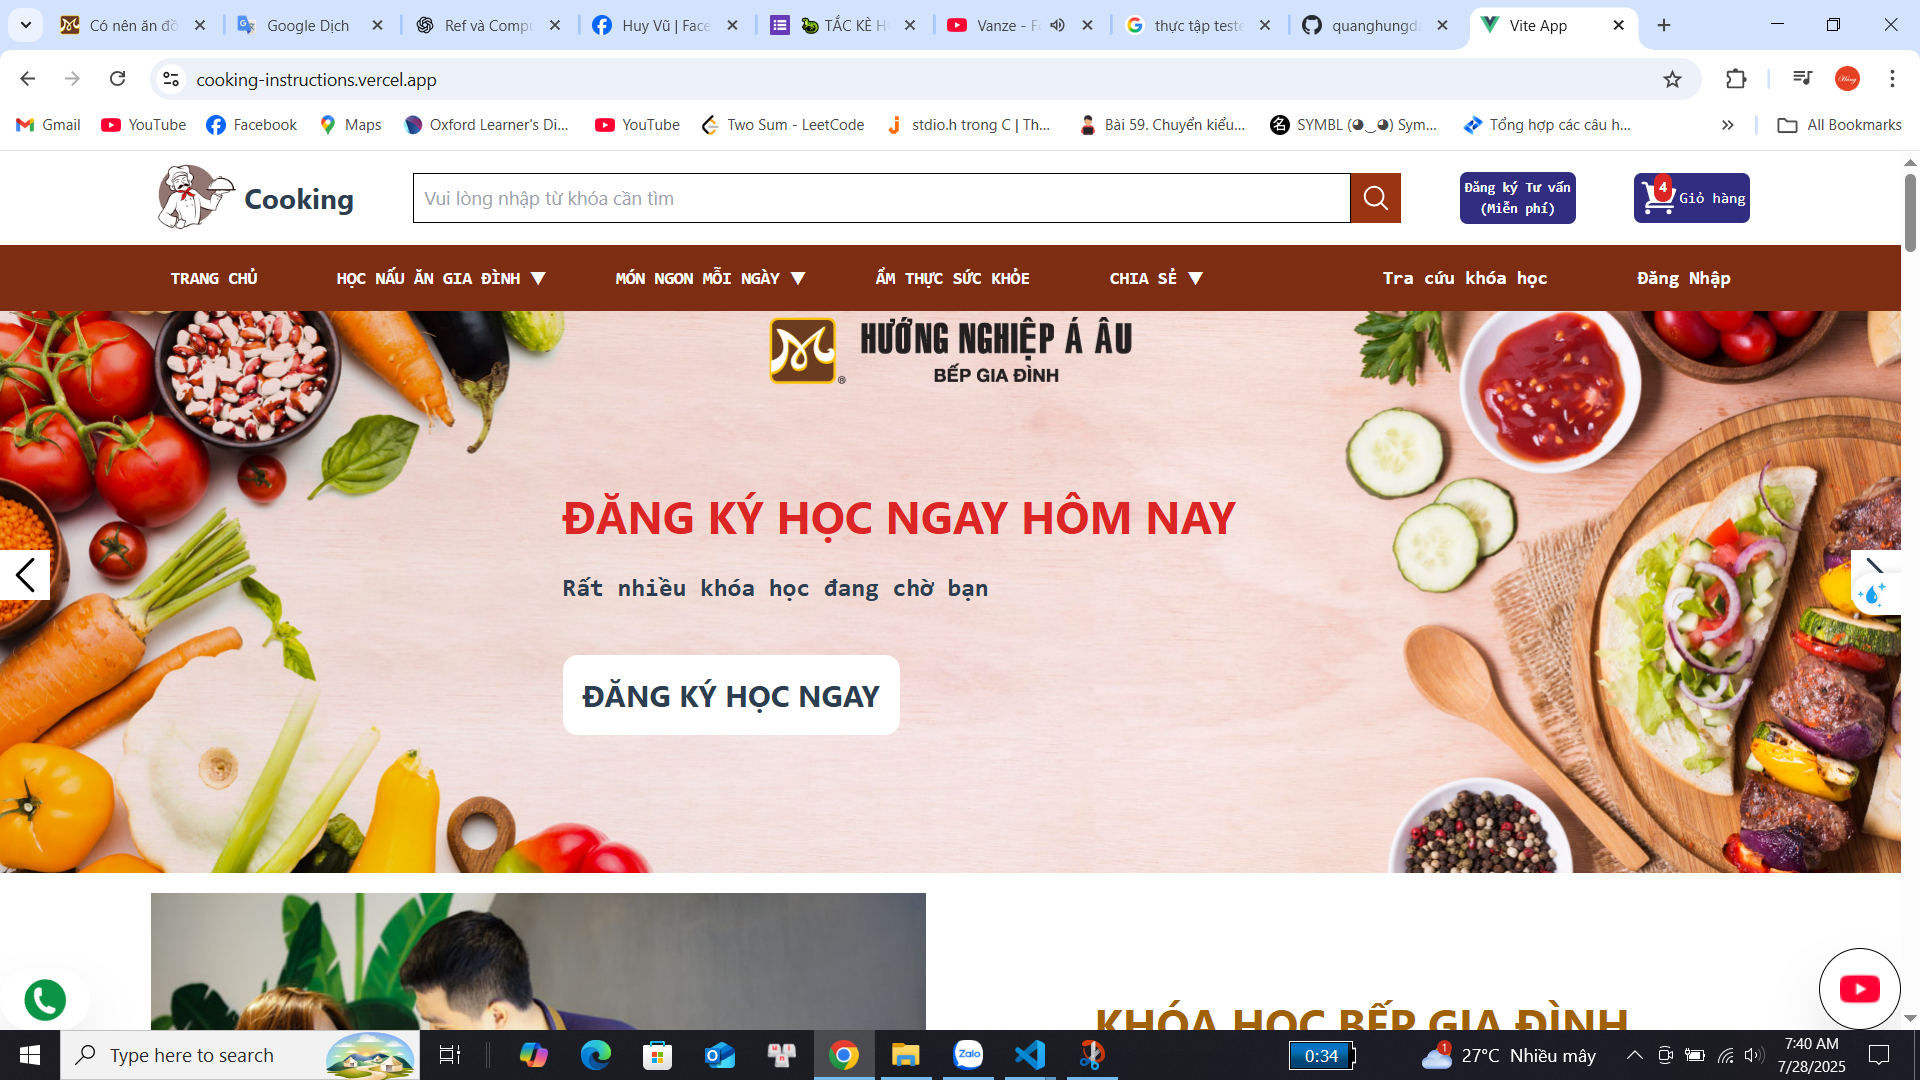 Có nên ăn đồ
Google Dịch
Ref và Compu
Huy Vũ | Face
TẮC KÈ H
Vanze - Fo
thực tập teste
quanghungda
Vite App
cooking-instructions.vercel.app
Gmail
YouTube
Facebook
Maps
Oxford Learner's Di...
YouTube
Two Sum - LeetCode
stdio.h trong C | Th...
Bài 59. Chuyển kiểu...
SYMBL (◕‿◕) Sym...
Tổng hợp các câu h...
All Bookmarks
Cooking
Vui lòng nhập từ khóa cần tìm
Đăng ký Tư vấn
(Miễn phí)
4
Giỏ hàng
TRANG CHỦ
HỌC NẤU ĂN GIA ĐÌNH ▼
MÓN NGON MỖI NGÀY ▼
ẨM THỰC SỨC KHỎE
CHIA SẺ ▼
Tra cứu khóa học
Đăng Nhập
HƯỚNG NGHIỆP Á ÂU
BẾP GIA ĐÌNH
ĐĂNG KÝ HỌC NGAY HÔM NAY
Rất nhiều khóa học đang chờ bạn
ĐĂNG KÝ HỌC NGAY
KHÓA HỌC BẾP GIA ĐÌNH
Type here to search
Zalo
0:34
1
27°C Nhiều mây
7:40 AM
7/28/2025